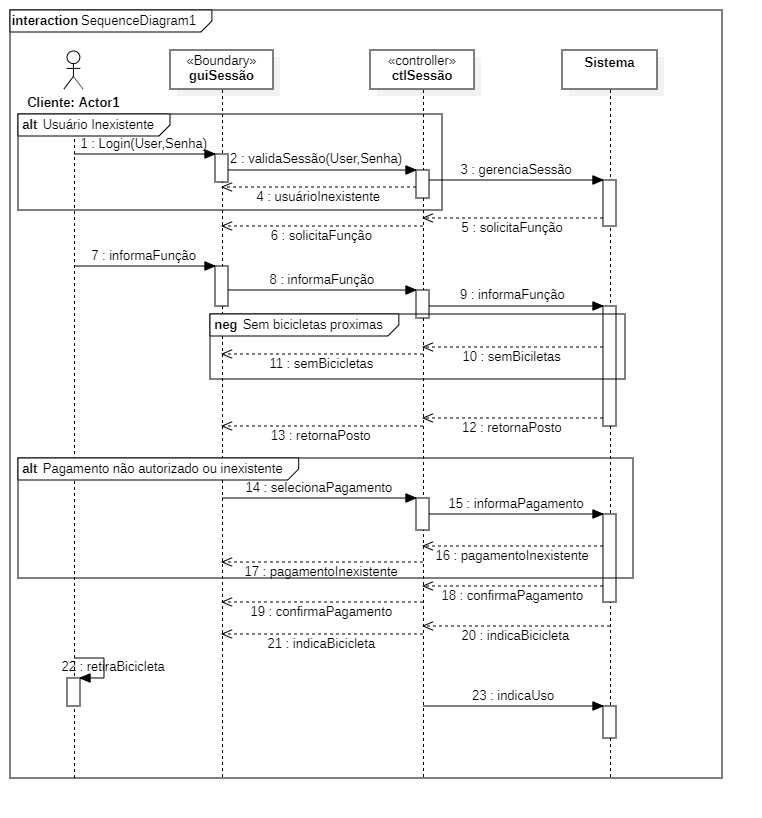 interaction SequenceDiagram1
«Boundary»
guiSessão
«controller»
ctlSessão
Sistema
Cliente: Actor1
alt Usuário Inexistente
1 : Login(User,Senha)
2 : validaSessão(User,Senha)
3 : gerenciaSessão
4 : usuárioInexistente
5 : solicitaFunção
6 : solicitaFunção
7 : informaFunção
8 : informaFunção
9 : informaFunção
neg Sem bicicletas proximas
10 : semBiciletas
11 : semBicicletas
12 : retornaPosto
13 : retornaPosto
alt Pagamento não autorizado ou inexistente
14 : selecionaPagamento
15 : informaPagamento
16 : pagamentoInexistente
17 : pagamentoInexistente
18 : confirmaPagamento
19 : confirmaPagamento
20 : indicaBicicleta
21 : indicaBicicleta
22 : retiraBicicleta
23 : indicaUso